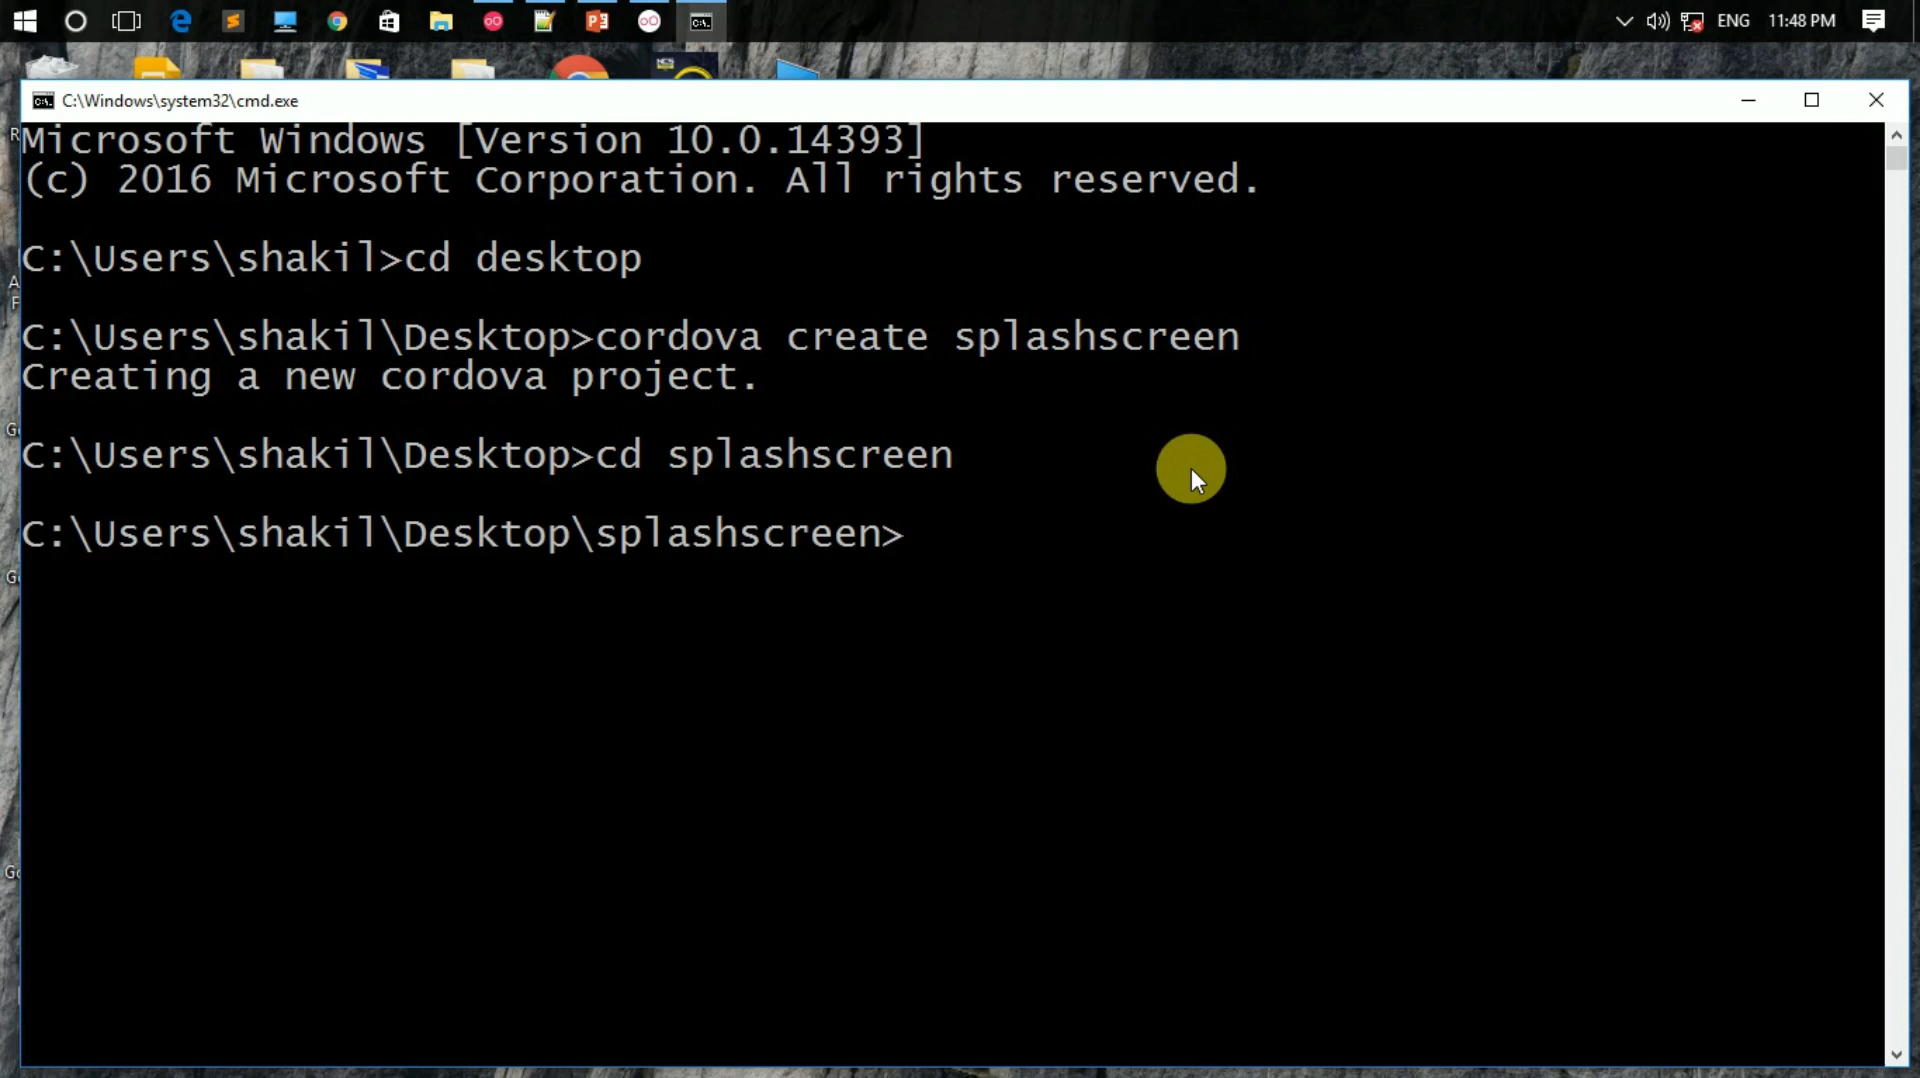 ENG 11:48 PM
C:\Windows\system32\cmd.exe
Microsoft Windows [Version 10.0.14393]
(c) 2016 Microsoft Corporation. All rights reserved.
C:\Users\shakil>cd desktop
C:\Users\shakil\Desktop>cordova create splashscreen
Creating a new cordova project.
C:\Users\shakil\Desktop>cd splashscreen
C:\Users\shakil\Desktop\splashscreen>